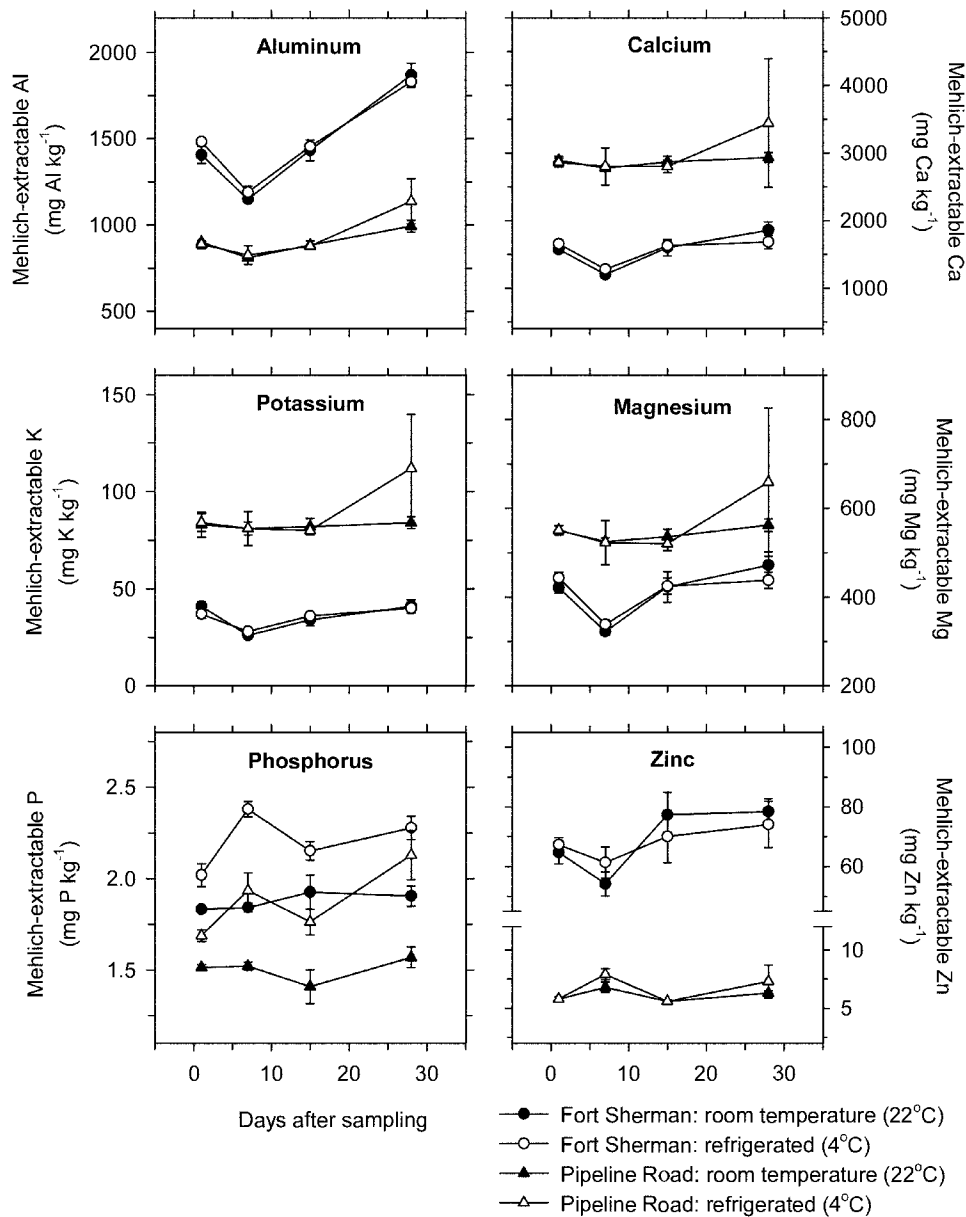 Aluminum
2000
1500
1000
500
Mehlich-extractable Al
(mg Al kg⁻¹)
Calcium
5000
4000
3000
2000
1000
Mehlich-extractable Ca
(mg Ca kg⁻¹)
Potassium
150
100
50
0
Mehlich-extractable K
(mg K kg⁻¹)
Magnesium
800
600
400
200
Mehlich-extractable Mg
(mg Mg kg⁻¹)
Phosphorus
2.5
2.0
1.5
Mehlich-extractable P
(mg P kg⁻¹)
Zinc
100
80
60
10
5
Mehlich-extractable Zn
(mg Zn kg⁻¹)
0 10 20 30
0 10 20 30
Days after sampling
Fort Sherman: room temperature (22°C)
Fort Sherman: refrigerated (4°C)
Pipeline Road: room temperature (22°C)
Pipeline Road: refrigerated (4°C)